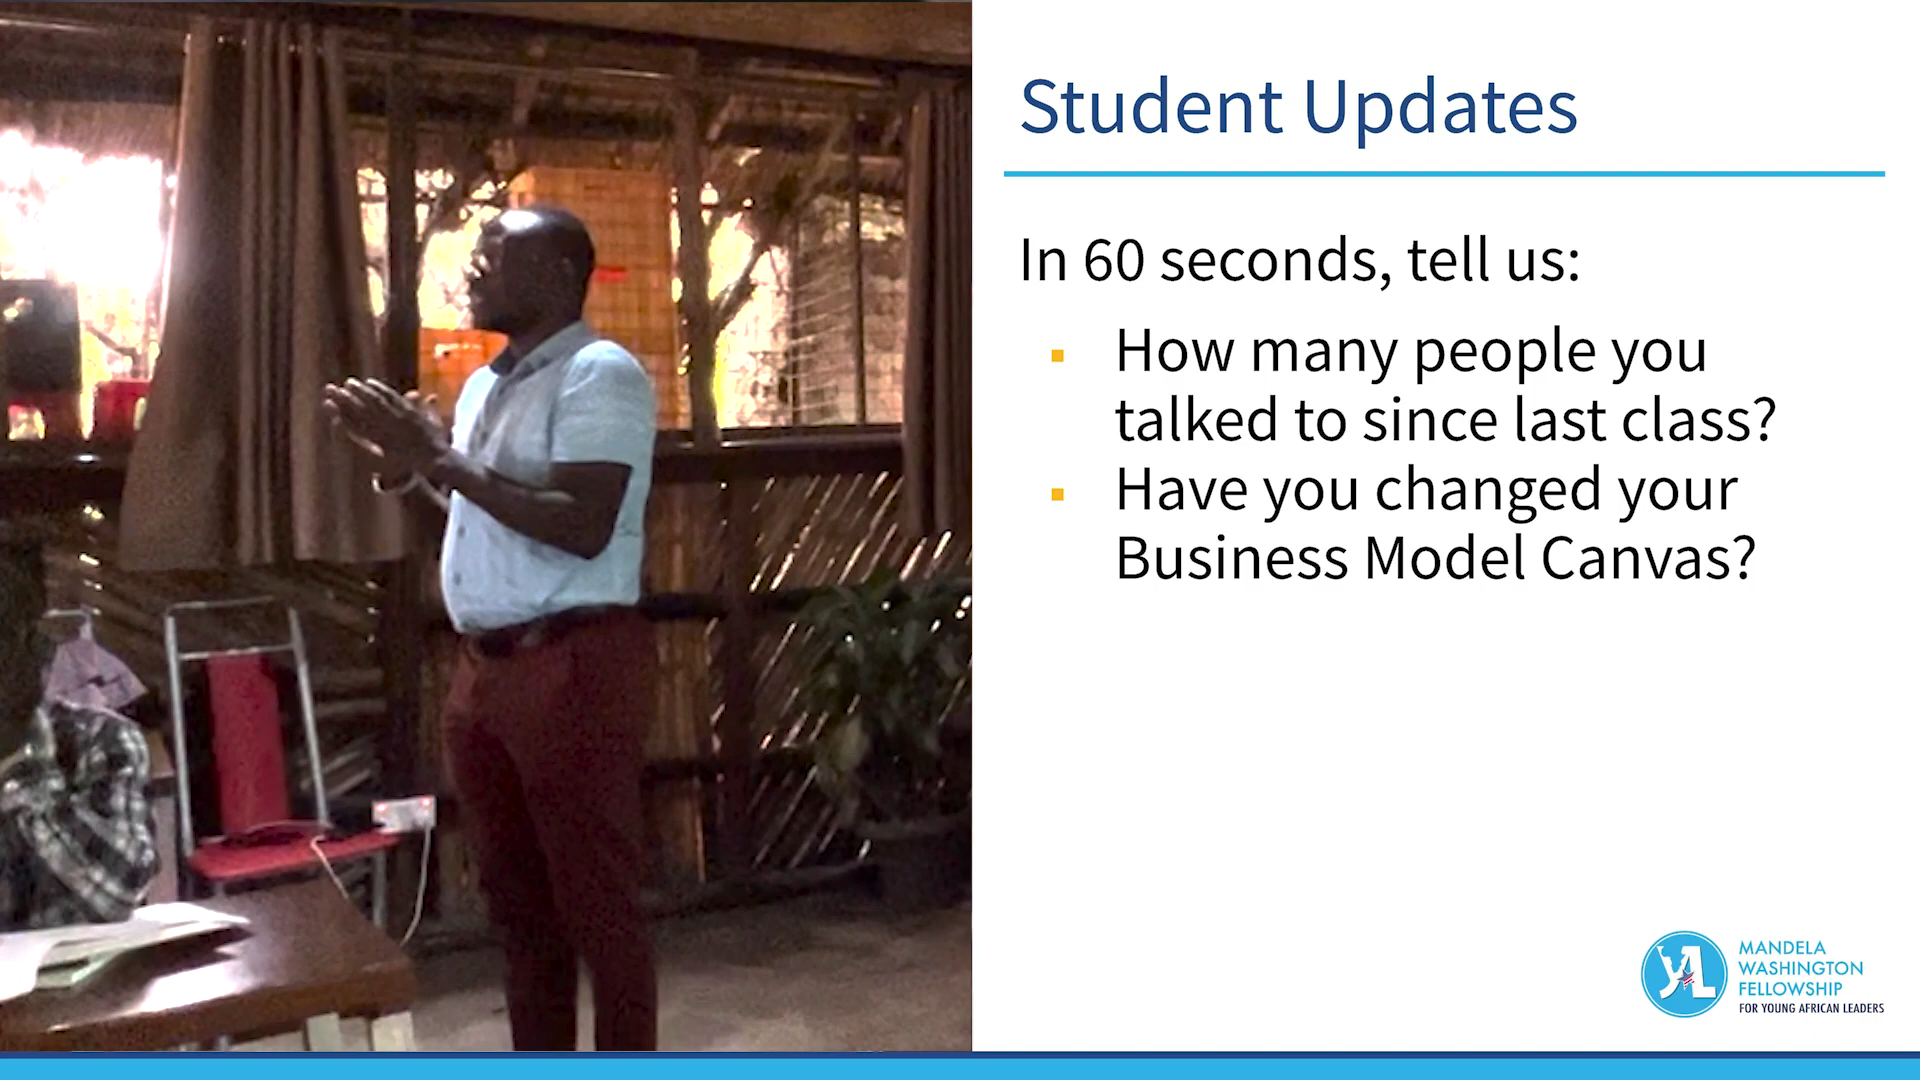 Student Updates
In 60 seconds, tell us:
▪ How many people you
talked to since last class?
▪ Have you changed your
Business Model Canvas?
YAL
MANDELA
WASHINGTON
FELLOWSHIP
FOR YOUNG AFRICAN LEADERS